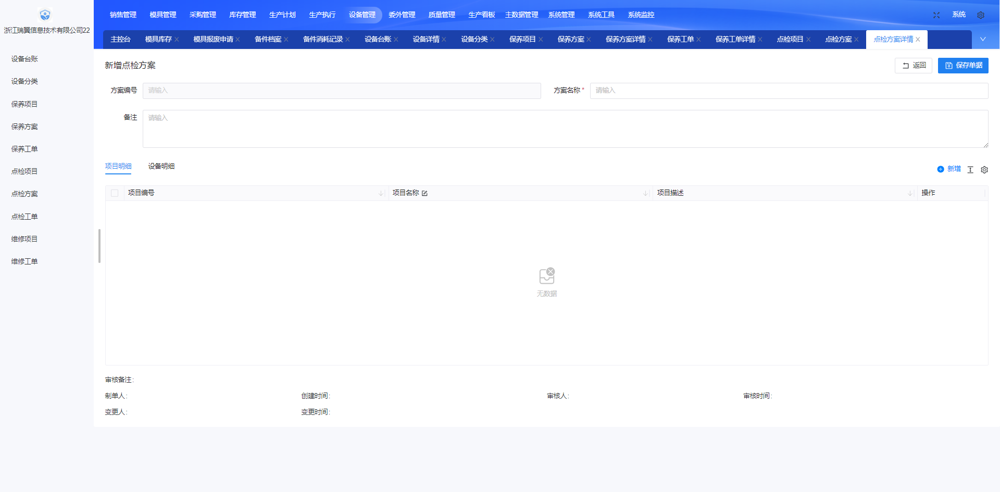 浙江瑞翼信息技术有限公司22
销售管理 模具管理 采购管理 库存管理 生产计划 生产执行 设备管理 委外管理 质量管理 生产看板 主数据管理 系统管理 系统工具 系统监控 系统
主控台 模具库存 模具报废申请 备件档案 备件消耗记录 设备台账 设备详情 设备分类 保养项目 保养方案 保养方案详情 保养工单 保养工单详情 点检项目 点检方案 点检方案详情
设备台账
设备分类
保养项目
保养方案
保养工单
点检项目
点检方案
点检工单
维修项目
维修工单
新增点检方案 返回 保存单据
方案编号 请输入 方案名称* 请输入
备注 请输入
项目明细 设备明细 新增
项目编号 项目名称 项目描述 操作
无数据
审核备注:
制单人: 创建时间: 审核人: 审核时间:
变更人: 变更时间: